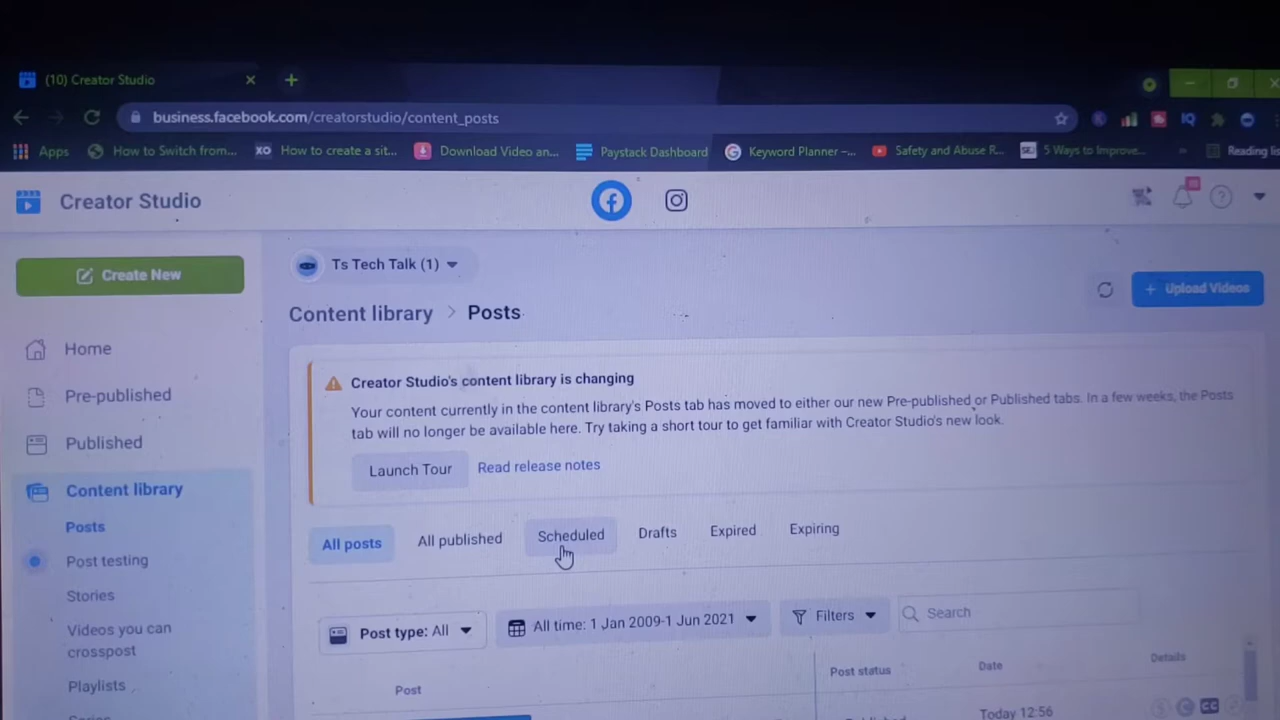 (10) Creator Studio
business.facebook.com/creatorstudio/content_posts
Apps How to Switch from... XO How to create a sit... Download Video an... Paystack Dashboard Keyword Planner –... Safety and Abuse R... SEJ 5 Ways to Improve... » Reading lis
IQ
Creator Studio
Create New
Ts Tech Talk (1)
+ Upload Videos
Content library > Posts
Home
Pre-published
Published
Content library
Posts
Post testing
Stories
Videos you can
crosspost
Playlists
Creator Studio's content library is changing
Your content currently in the content library's Posts tab has moved to either our new Pre-published or Published tabs. In a few weeks, the Posts
tab will no longer be available here. Try taking a short tour to get familiar with Creator Studio's new look.
Launch Tour Read release notes
All posts All published Scheduled Drafts Expired Expiring
Post type: All All time: 1 Jan 2009-1 Jun 2021 Filters Search
Post Post status Date Details
Today 12:56 CC